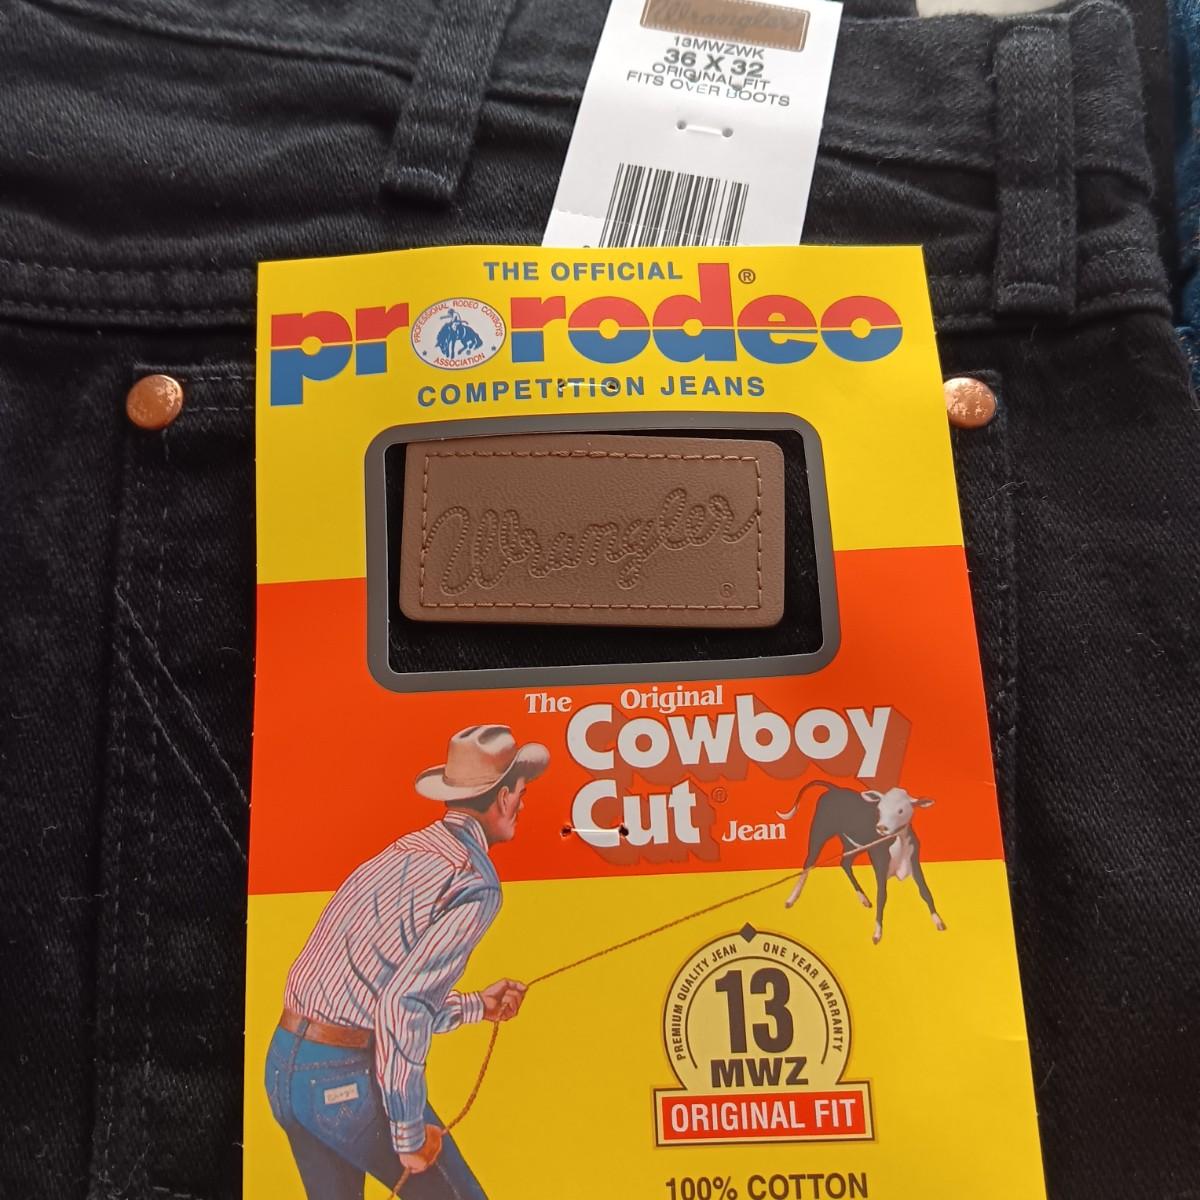 Wrangler
13MWZWK
36 X 32
ORIGINAL FIT
FITS OVER BOOTS
THE OFFICIAL
prorodeo®
PROFESSIONAL RODEO COWBOYS
ASSOCIATION
COMPETITION JEANS
Wrangler
®
The Original
Cowboy
Cut® Jean
PREMIUM QUALITY JEAN ONE YEAR WARRANTY
13
MWZ
ORIGINAL FIT
100% COTTON